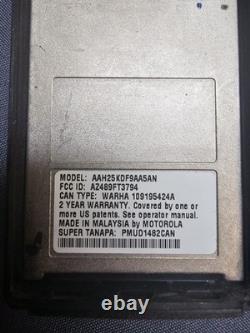 MODEL: AAH25KDF9AA5AN
FCC ID: AZ489FT3794
CAN TYPE: WARHA 109195424A
2 YEAR WARRANTY. Covered by one or
more US patents. See operator manual.
MADE IN MALAYSIA by MOTOROLA
SUPER TANAPA: PMUD1482CAN